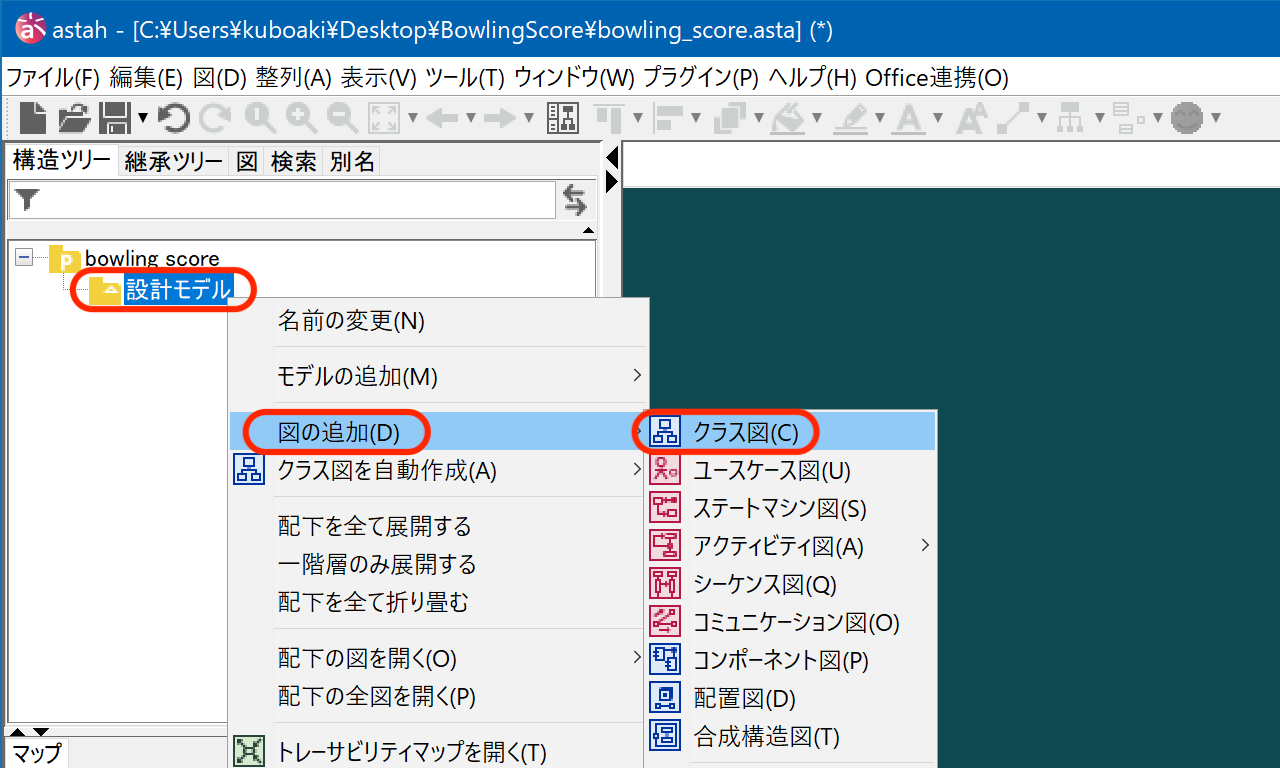 astah - [C:¥Users¥kuboaki¥Desktop¥BowlingScore¥bowling_score.asta] (*)
ファイル(F) 編集(E) 図(D) 整列(A) 表示(V) ツール(T) ウィンドウ(W) プラグイン(P) ヘルプ(H) Office連携(O)
構造ツリー 継承ツリー 図 検索 別名
bowling_score
設計モデル
名前の変更(N)
モデルの追加(M)
図の追加(D)
クラス図を自動作成(A)
配下を全て展開する
一階層のみ展開する
配下を全て折り畳む
配下の図を開く(O)
配下の全図を開く(P)
トレーサビリティマップを開く(T)
クラス図(C)
ユースケース図(U)
ステートマシン図(S)
アクティビティ図(A)
シーケンス図(Q)
コミュニケーション図(O)
コンポーネント図(P)
配置図(D)
合成構造図(T)
マップ